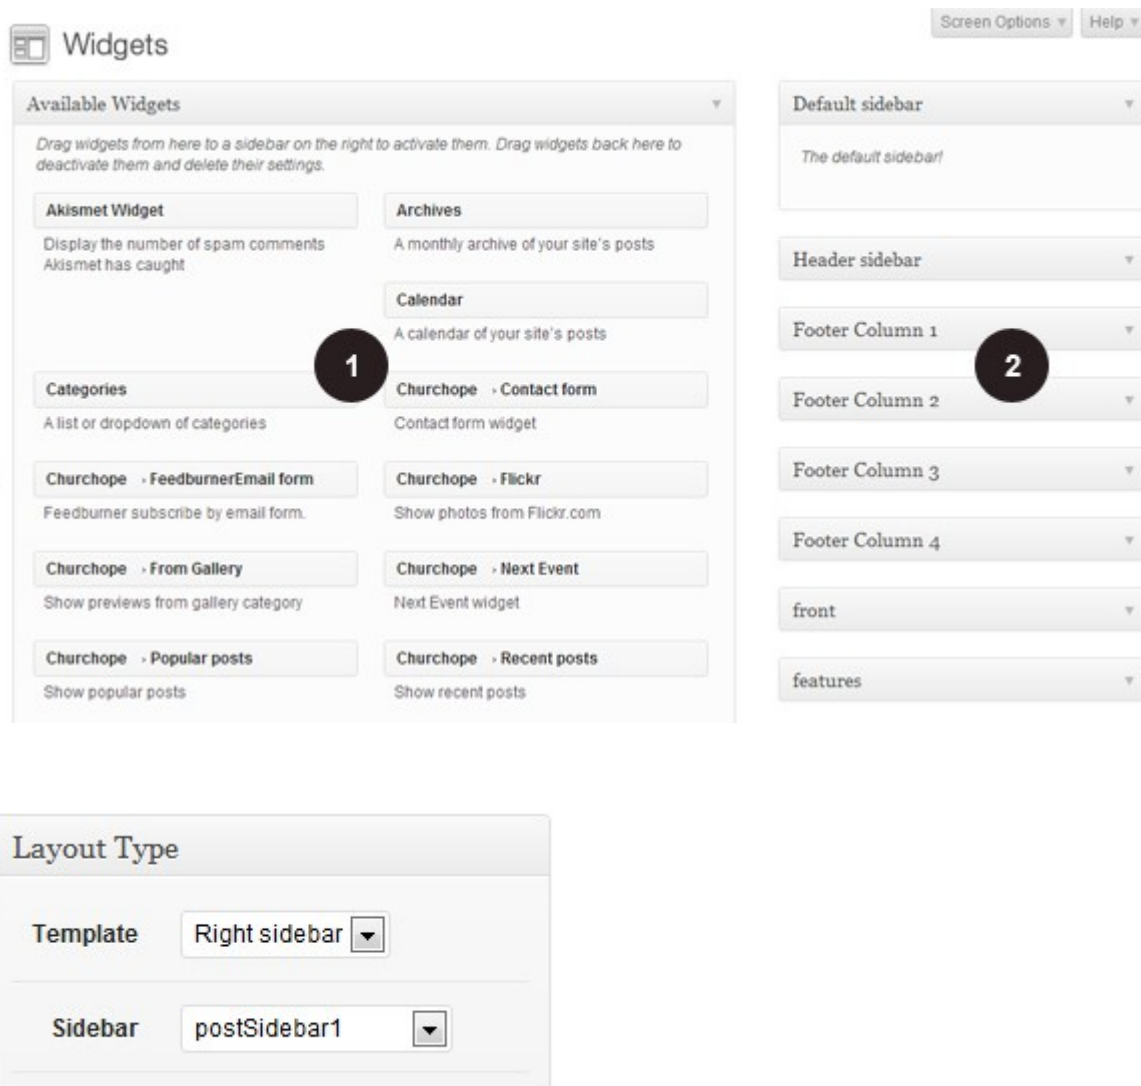 Screen Options
Help
Widgets
Available Widgets
Drag widgets from here to a sidebar on the right to activate them. Drag widgets back here to
deactivate them and delete their settings.
Akismet Widget
Display the number of spam comments
Akismet has caught
Archives
A monthly archive of your site's posts
Calendar
A calendar of your site's posts
1
Categories
A list or dropdown of categories
Churchope › Contact form
Contact form widget
Churchope › FeedburnerEmail form
Feedburner subscribe by email form.
Churchope › Flickr
Show photos from Flickr.com
Churchope › From Gallery
Show previews from gallery category
Churchope › Next Event
Next Event widget
Churchope › Popular posts
Show popular posts
Churchope › Recent posts
Show recent posts
Default sidebar
The default sidebar!
Header sidebar
Footer Column 1
2
Footer Column 2
Footer Column 3
Footer Column 4
front
features
Layout Type
Template
Right sidebar
Sidebar
postSidebar1